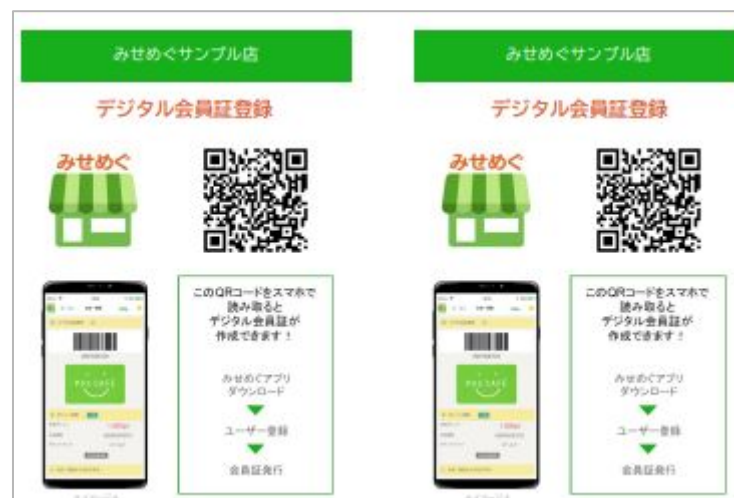 みせめぐサンプル店
デジタル会員証登録
みせめぐ
このQRコードをスマホで
読み取ると
デジタル会員証が
作成できます！
みせめぐアプリ
ダウンロード
ユーザー登録
会員証発行
みせめぐサンプル店
デジタル会員証登録
みせめぐ
このQRコードをスマホで
読み取ると
デジタル会員証が
作成できます！
みせめぐアプリ
ダウンロード
ユーザー登録
会員証発行